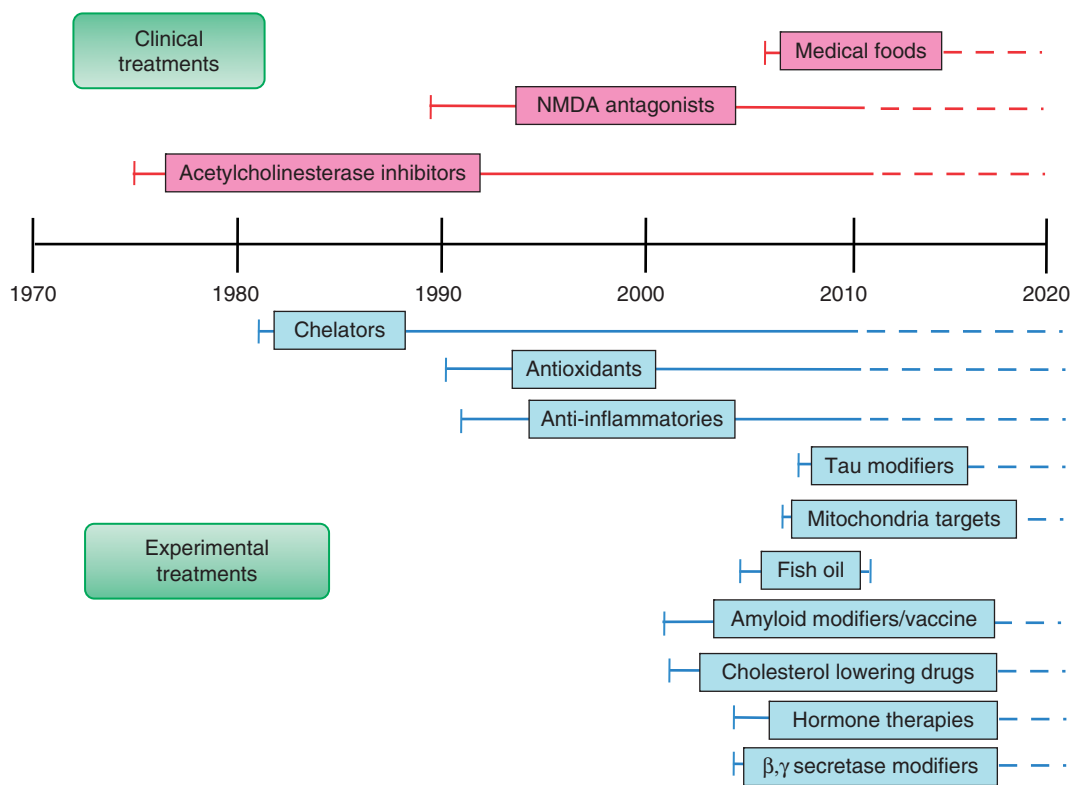 Clinical
treatments
Medical foods
NMDA antagonists
Acetylcholinesterase inhibitors
1970 1980 1990 2000 2010 2020
Chelators
Antioxidants
Anti-inflammatories
Tau modifiers
Mitochondria targets
Experimental
treatments
Fish oil
Amyloid modifiers/vaccine
Cholesterol lowering drugs
Hormone therapies
β,γ secretase modifiers